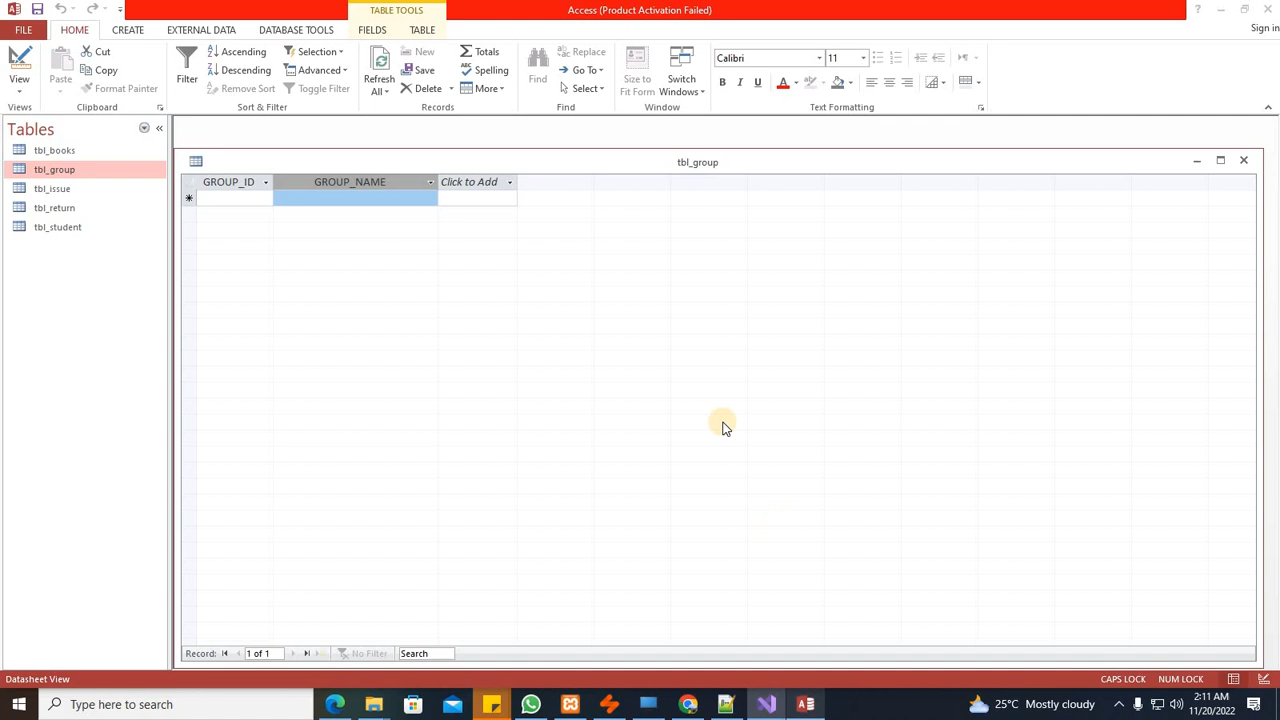 TABLE TOOLS
Access (Product Activation Failed)
FILE
HOME
CREATE
EXTERNAL DATA
DATABASE TOOLS
FIELDS
TABLE
Sign in
View
Paste
Cut
Copy
Format Painter
Filter
Ascending
Descending
Remove Sort
Selection
Advanced
Toggle Filter
Refresh All
New
Save
Delete
Totals
Spelling
More
Find
Replace
Go To
Select
Size to Fit Form
Switch Windows
Calibri
11
B I U A
Views
Clipboard
Sort & Filter
Records
Find
Window
Text Formatting
Tables
tbl_books
tbl_group
tbl_issue
tbl_return
tbl_student
tbl_group
GROUP_ID
GROUP_NAME
Click to Add
Record:
1 of 1
No Filter
Search
Datasheet View
CAPS LOCK
NUM LOCK
Type here to search
25°C Mostly cloudy
2:11 AM
11/20/2022